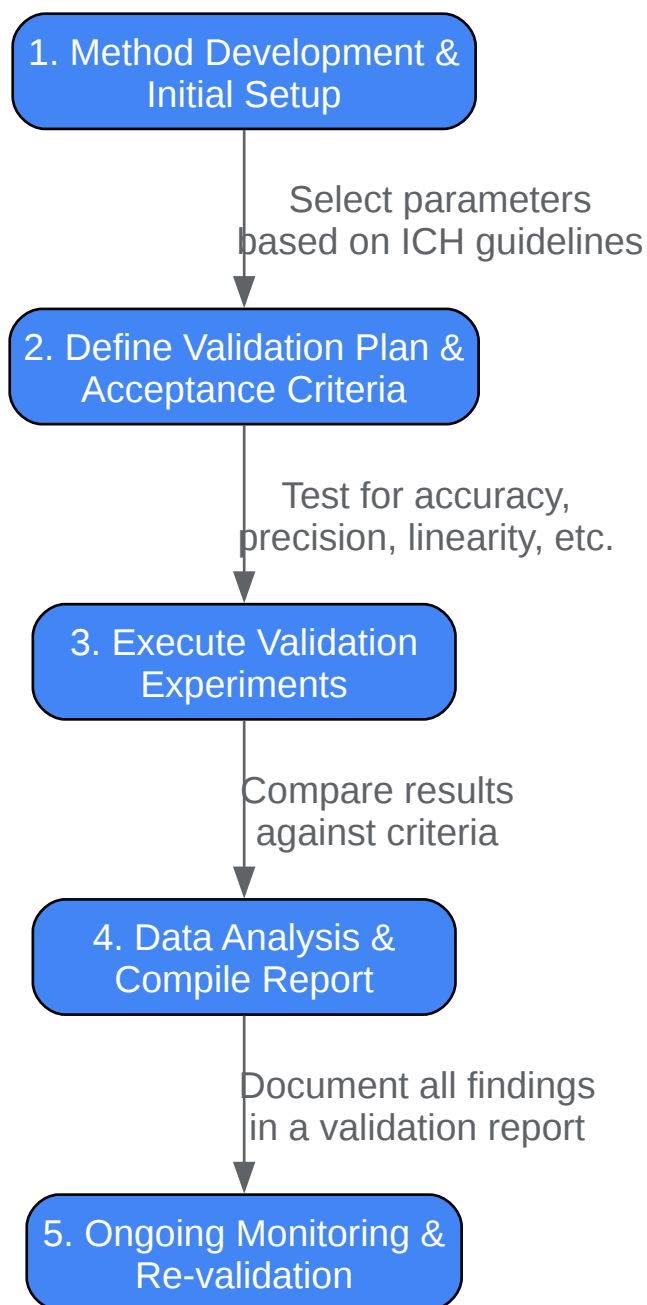 1. Method Development &
Initial Setup
Select parameters
based on ICH guidelines
2. Define Validation Plan &
Acceptance Criteria
Test for accuracy,
precision, linearity, etc.
3. Execute Validation
Experiments
Compare results
against criteria
4. Data Analysis &
Compile Report
Document all findings
in a validation report
5. Ongoing Monitoring &
Re-validation